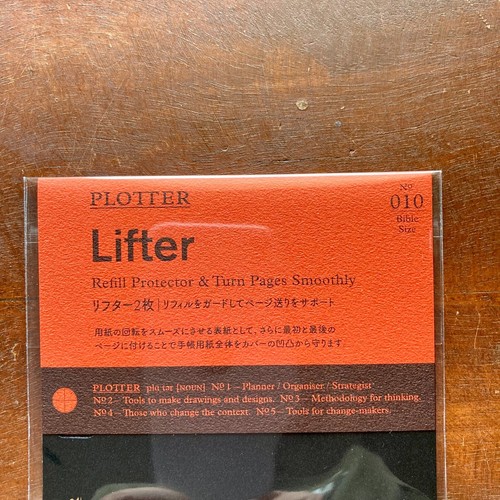 PLOTTER
Nº
010
Bible
Size
Lifter
Refill Protector & Turn Pages Smoothly
リフター2枚 | リフィルをガードしてページ送りをサポート
用紙の回転をスムーズにさせる表紙として、さらに最初と最後の
ページに付けることで手帳用紙全体をカバーの凹凸から守ります。
PLOTTER plɑ́tər [NOUN] Nº1 – Planner / Organiser / Strategist
Nº2 – Tools to make drawings and designs. Nº3 – Methodology for thinking.
Nº4 – Those who change the context. Nº5 – Tools for change-makers.